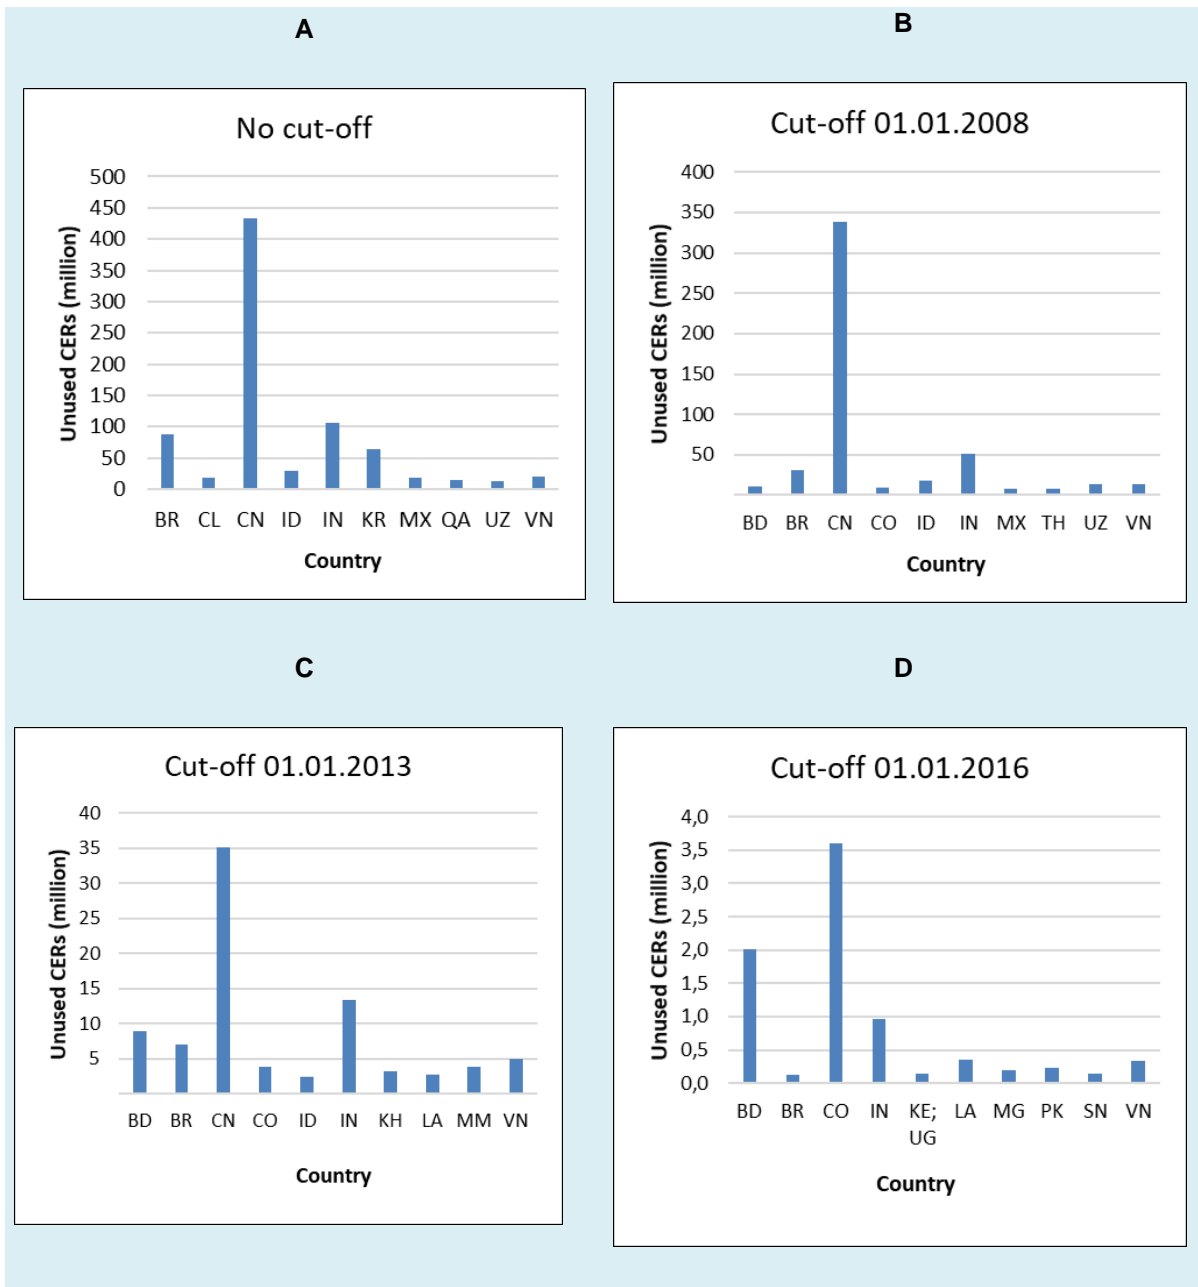 A
No cut-off
Unused CERs (million)
500
450
400
350
300
250
200
150
100
50
0
BR CL CN ID IN KR MX QA UZ VN
Country
B
Cut-off 01.01.2008
Unused CERs (million)
400
350
300
250
200
150
100
50
BD BR CN CO ID IN MX TH UZ VN
Country
C
Cut-off 01.01.2013
Unused CERs (million)
40
35
30
25
20
15
10
5
BD BR CN CO ID IN KH LA MM VN
Country
D
Cut-off 01.01.2016
Unused CERs (million)
4,0
3,5
3,0
2,5
2,0
1,5
1,0
0,5
0,0
BD BR CO IN KE; LA MG PK SN VN
UG
Country